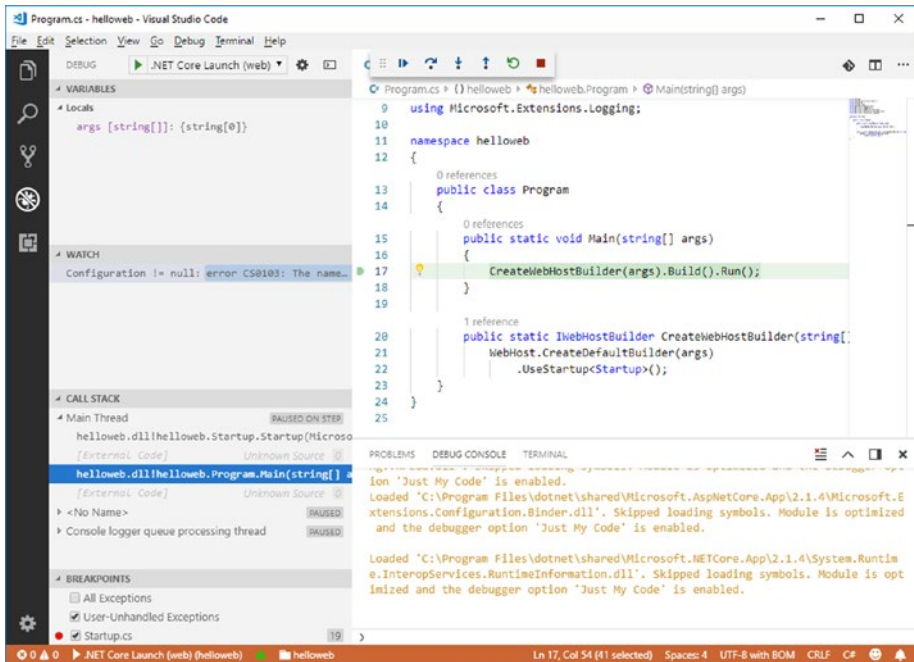 Program.cs - helloweb - Visual Studio Code
File Edit Selection View Go Debug Terminal Help
DEBUG .NET Core Launch (web)
VARIABLES
Locals
args [string[]]: {string[0]}
WATCH
Configuration != null: error CS0103: The name…
CALL STACK
Main Thread PAUSED ON STEP
helloweb.dll!helloweb.Startup.Startup(Microso
[External Code] Unknown Source 0
helloweb.dll!helloweb.Program.Main(string[] a
[External Code] Unknown Source 0
<No Name> PAUSED
Console logger queue processing thread PAUSED
BREAKPOINTS
All Exceptions
User-Unhandled Exceptions
Startup.cs 19
Program.cs {} helloweb helloweb.Program Main(string[] args)
9 using Microsoft.Extensions.Logging;
10
11 namespace helloweb
12 {
0 references
13 public class Program
14 {
0 references
15 public static void Main(string[] args)
16 {
17 CreateWebHostBuilder(args).Build().Run();
18 }
19
1 reference
20 public static IWebHostBuilder CreateWebHostBuilder(string[]
21 WebHost.CreateDefaultBuilder(args)
22 .UseStartup<Startup>();
23 }
24 }
25
PROBLEMS DEBUG CONSOLE TERMINAL
ion 'Just My Code' is enabled.
Loaded 'C:\Program Files\dotnet\shared\Microsoft.AspNetCore.App\2.1.4\Microsoft.E
xtensions.Configuration.Binder.dll'. Skipped loading symbols. Module is optimized
and the debugger option 'Just My Code' is enabled.
Loaded 'C:\Program Files\dotnet\shared\Microsoft.NETCore.App\2.1.4\System.Runtim
e.InteropServices.RuntimeInformation.dll'. Skipped loading symbols. Module is opt
imized and the debugger option 'Just My Code' is enabled.
0 0 .NET Core Launch (web) (helloweb) helloweb Ln 17, Col 54 (41 selected) Spaces: 4 UTF-8 with BOM CRLF C#